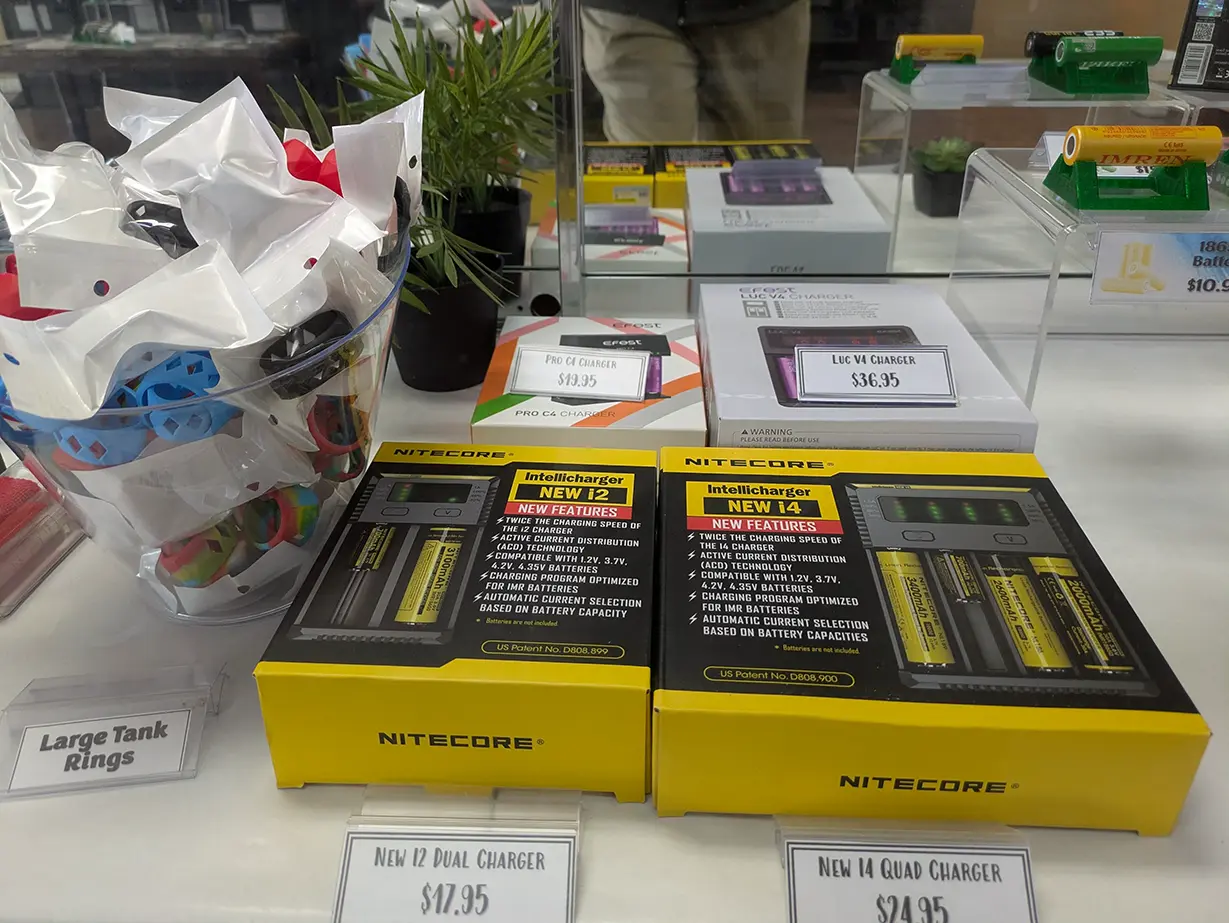 IMREN
186
Batte
$10.9
EFEST
LUC V4 CHARGER
EFEST
EFEST
PRO C4 CHARGER
$19.95
PRO C4 CHARGER
LUC V4 CHARGER
$36.95
WARNING
PLEASE READ BEFORE USE
NITECORE
Intellicharger
NEW i2
NEW FEATURES
TWICE THE CHARGING SPEED OF
THE i2 CHARGER
ACTIVE CURRENT DISTRIBUTION
(ACD) TECHNOLOGY
COMPATIBLE WITH 1.2V, 3.7V,
4.2V, 4.35V BATTERIES
CHARGING PROGRAM OPTIMIZED
FOR IMR BATTERIES
AUTOMATIC CURRENT SELECTION
BASED ON BATTERY CAPACITY
* Batteries are not included.
US Patent No. D808,899
3100mAh
NITECORE®
NITECORE®
Intellicharger
NEW i4
NEW FEATURES
TWICE THE CHARGING SPEED OF
THE i4 CHARGER
ACTIVE CURRENT DISTRIBUTION
(ACD) TECHNOLOGY
COMPATIBLE WITH 1.2V, 3.7V,
4.2V, 4.35V BATTERIES
CHARGING PROGRAM OPTIMIZED
FOR IMR BATTERIES
AUTOMATIC CURRENT SELECTION
BASED ON BATTERY CAPACITIES
* Batteries are not included.
US Patent No. D808,900
3400mAh
NITECORE®
Large Tank
Rings
NEW I2 DUAL CHARGER
$17.95
NEW I4 QUAD CHARGER
$24.95